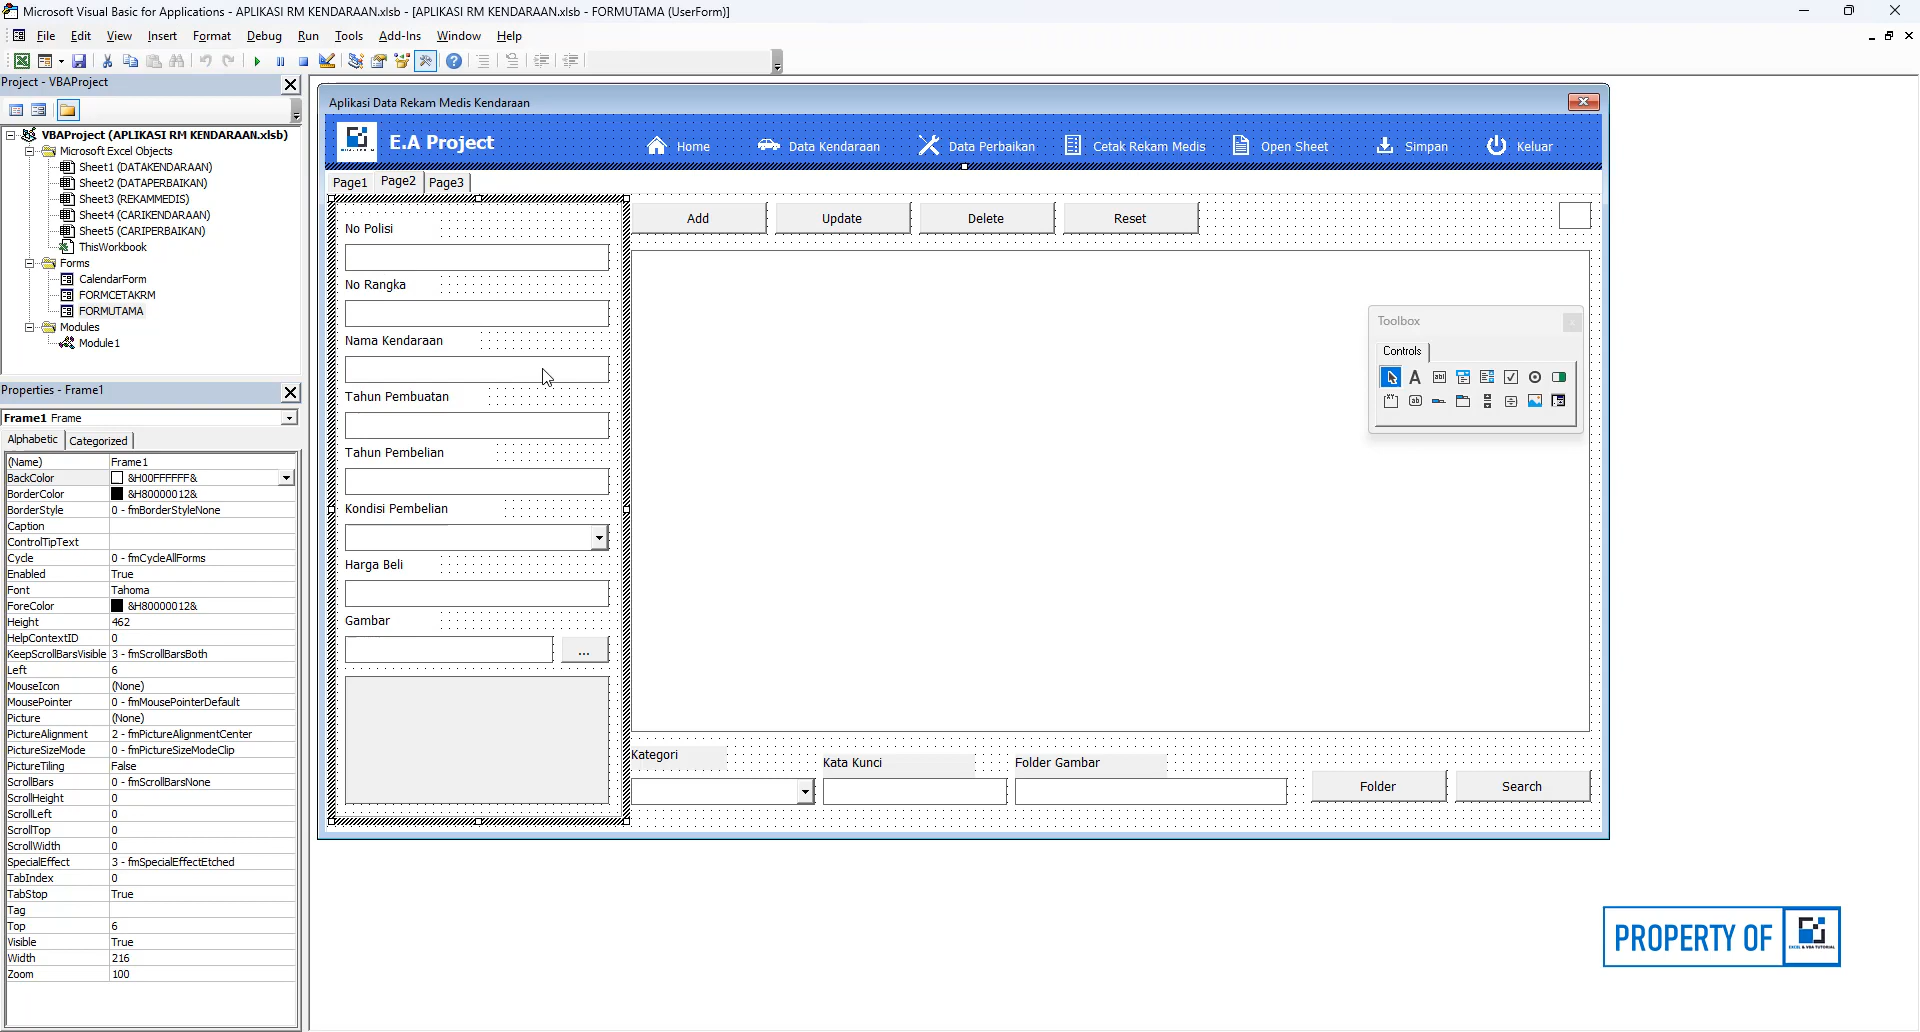 Microsoft Visual Basic for Applications - APLIKASI RM KENDARAAN.xlsb - [APLIKASI RM KENDARAAN.xlsb - FORMUTAMA (UserForm)]
File Edit View Insert Format Debug Run Tools Add-Ins Window Help
Project - VBAProject
VBAProject (APLIKASI RM KENDARAAN.xlsb)
Microsoft Excel Objects
Sheet1 (DATAKENDARAAN)
Sheet2 (DATAPERBAIKAN)
Sheet3 (REKAMMEDIS)
Sheet4 (CARIKENDARAAN)
Sheet5 (CARIPERBAIKAN)
ThisWorkbook
Forms
CalendarForm
FORMCETAKRM
FORMUTAMA
Modules
Module1
Properties - Frame1
Frame1 Frame
Alphabetic Categorized
(Name) Frame1
BackColor &H00FFFFFF&
BorderColor &H80000012&
BorderStyle 0 - fmBorderStyleNone
Caption
ControlTipText
Cycle 0 - fmCycleAllForms
Enabled True
Font Tahoma
ForeColor &H80000012&
Height 462
HelpContextID 0
KeepScrollBarsVisible 3 - fmScrollBarsBoth
Left 6
MouseIcon (None)
MousePointer 0 - fmMousePointerDefault
Picture (None)
PictureAlignment 2 - fmPictureAlignmentCenter
PictureSizeMode 0 - fmPictureSizeModeClip
PictureTiling False
ScrollBars 0 - fmScrollBarsNone
ScrollHeight 0
ScrollLeft 0
ScrollTop 0
ScrollWidth 0
SpecialEffect 3 - fmSpecialEffectEtched
TabIndex 0
TabStop True
Tag
Top 6
Visible True
Width 216
Zoom 100
Aplikasi Data Rekam Medis Kendaraan
E.A Project Home Data Kendaraan Data Perbaikan Cetak Rekam Medis Open Sheet Simpan Keluar
Page1 Page2 Page3
No Polisi
No Rangka
Nama Kendaraan
Tahun Pembuatan
Tahun Pembelian
Kondisi Pembelian
Harga Beli
Gambar
...
Add Update Delete Reset
Toolbox
Controls
Kategori Kata Kunci Folder Gambar
Folder Search
PROPERTY OF
EXCEL & VBA TUTORIAL